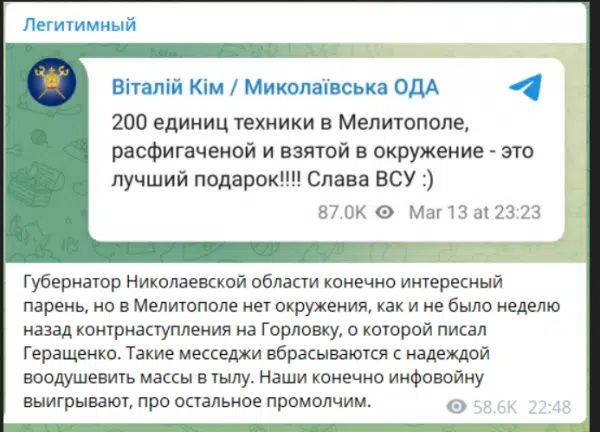 Легитимный
Віталій Кім / Миколаївська ОДА
200 единиц техники в Мелитополе,
расфигаченой и взятой в окружение - это
лучший подарок!!!! Слава ВСУ :)
87.0K Mar 13 at 23:23
Губернатор Николаевской области конечно интересный
парень, но в Мелитополе нет окружения, как и не было неделю
назад контрнаступления на Горловку, о которой писал
Геращенко. Такие месседжи вбрасываются с надеждой
воодушевить массы в тылу. Наши конечно инфовойну
выигрывают, про остальное промолчим.
58.6K 22:48